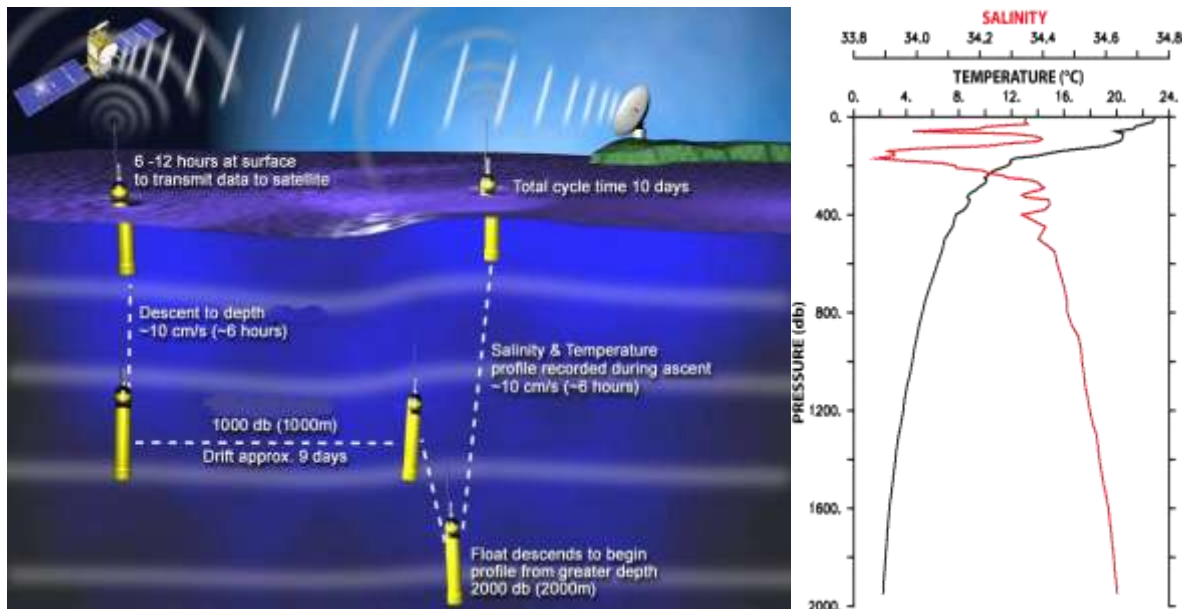 6 -12 hours at surface
to transmit data to satellite
Total cycle time 10 days
Descent to depth
~10 cm/s (~6 hours)
Salinity & Temperature
profile recorded during ascent
~10 cm/s (~6 hours)
1000 db (1000m)
Drift approx. 9 days
Float descends to begin
profile from greater depth
2000 db (2000m)
SALINITY
33.8 34.0 34.2 34.4 34.6 34.8
TEMPERATURE (°C)
0. 4. 8. 12. 16. 20. 24.
0.
400.
800.
PRESSURE (db)
1200.
1600.
2000.